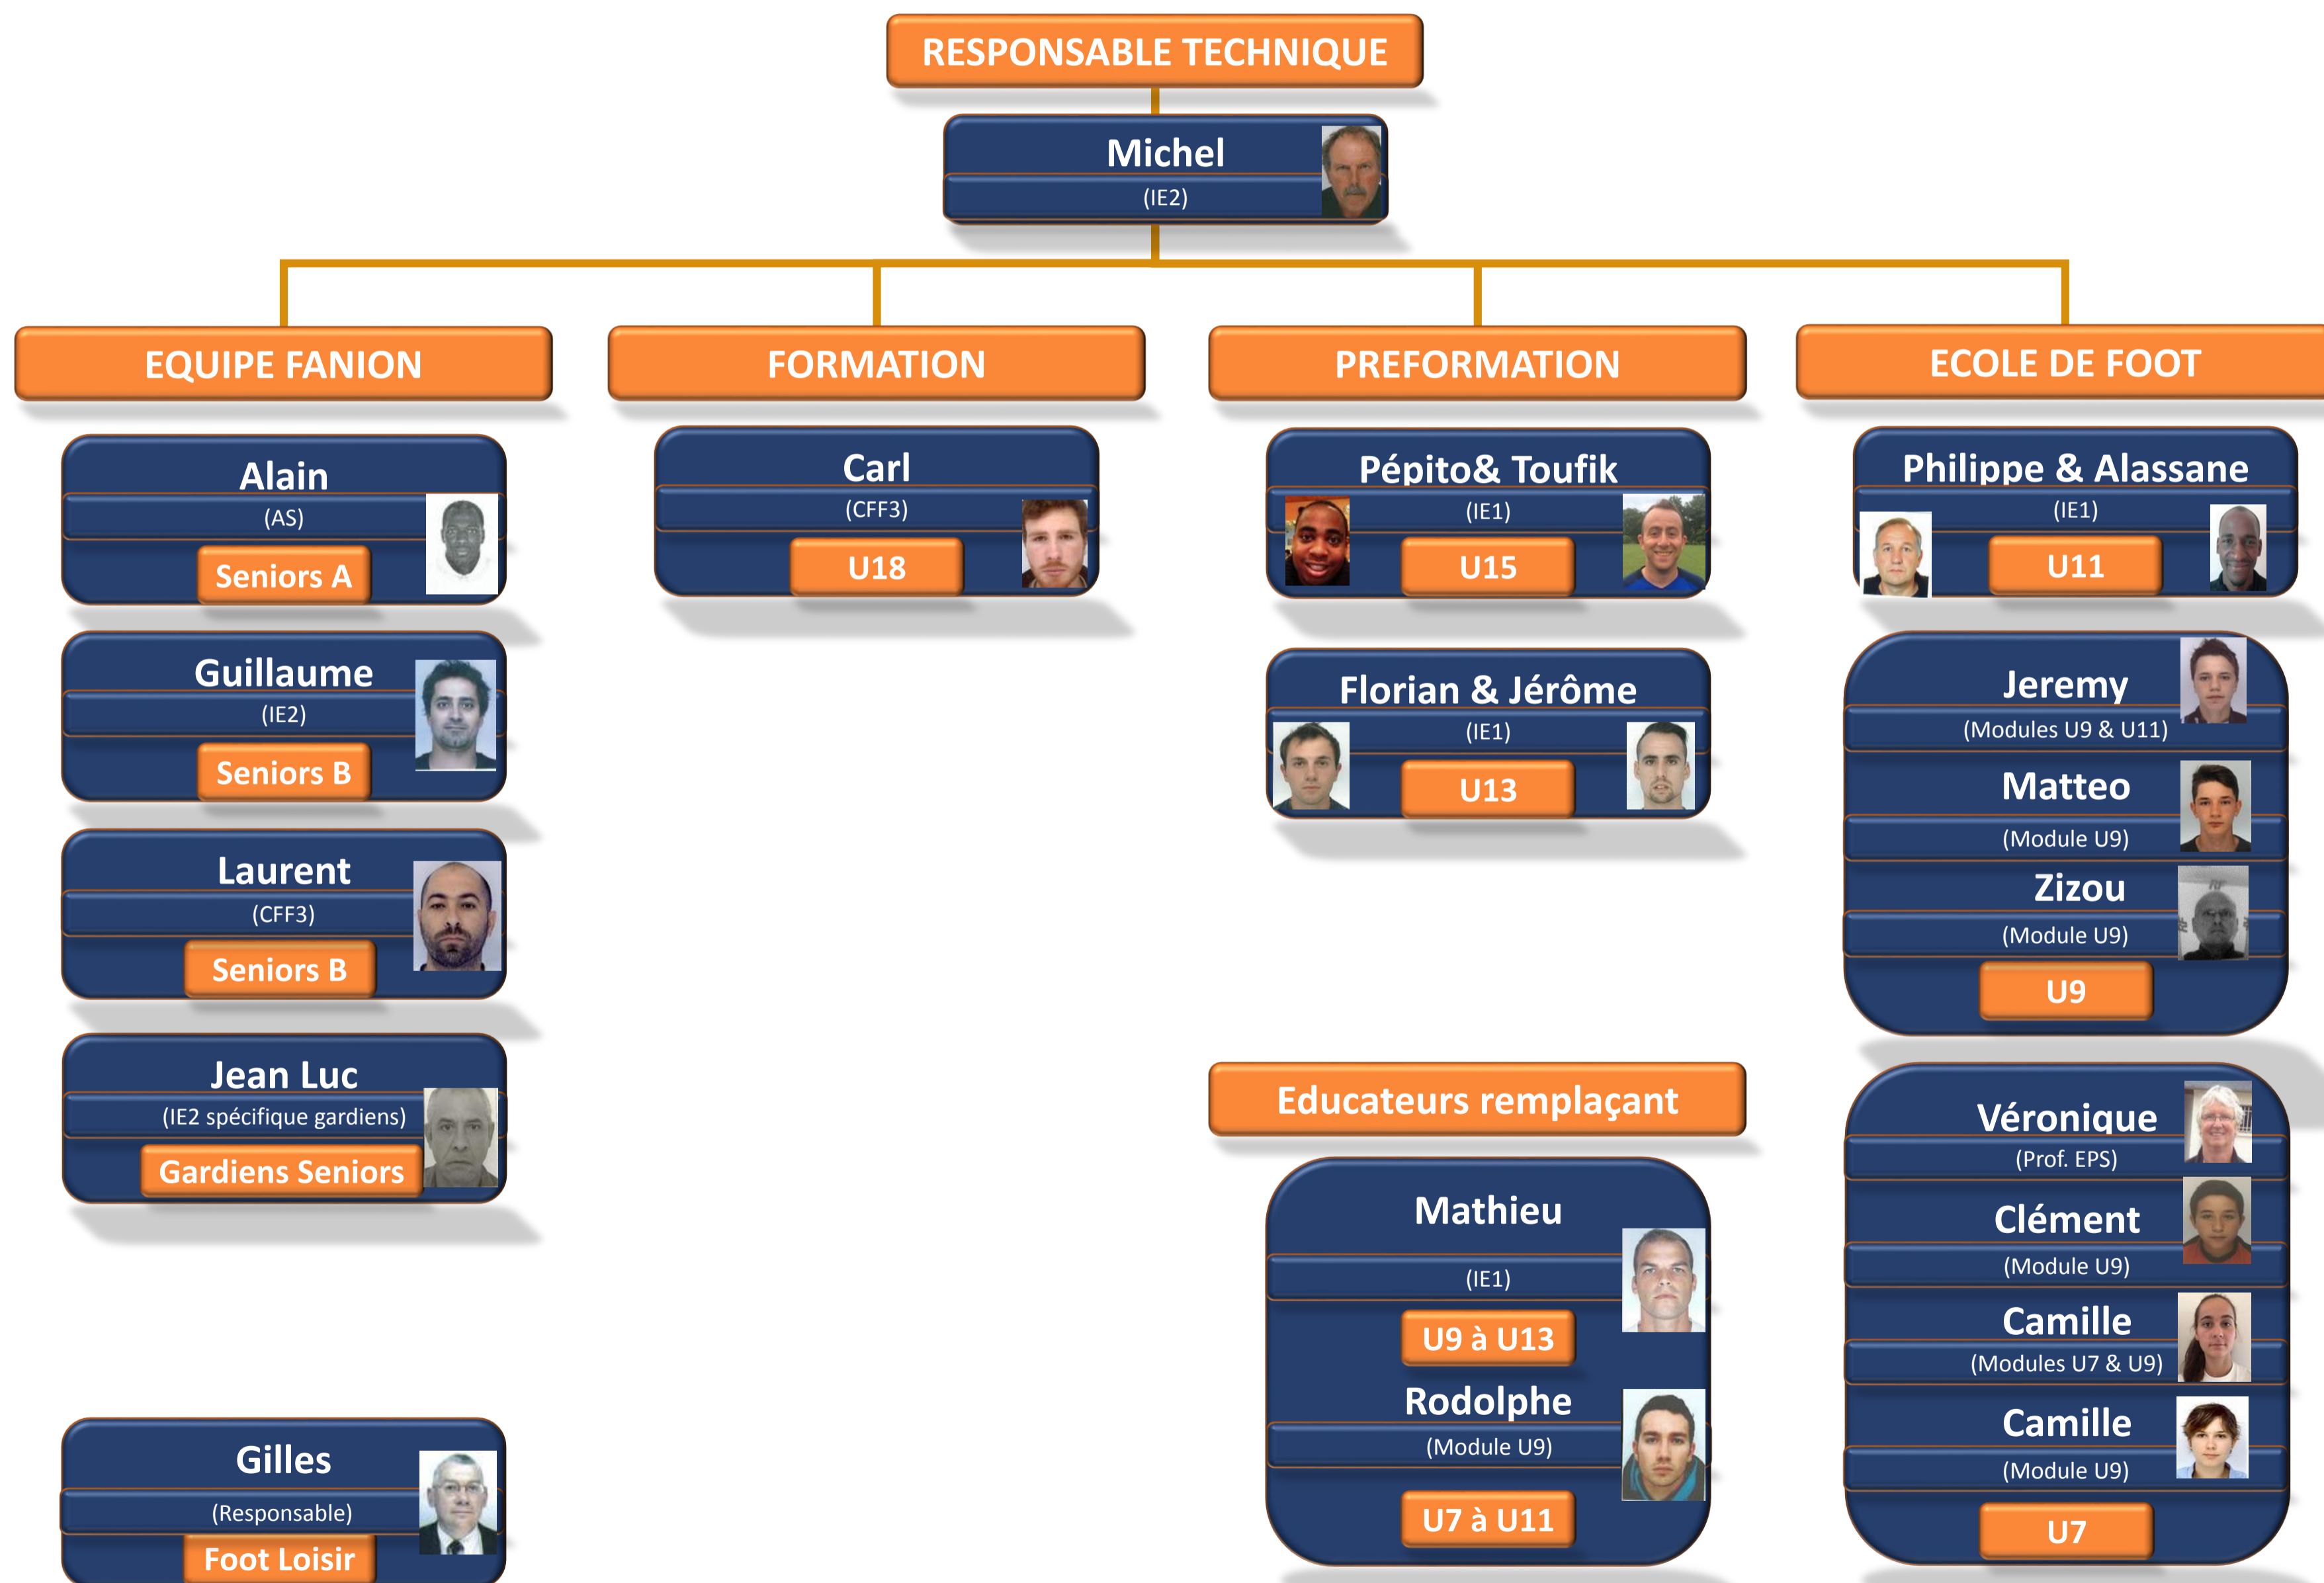 RESPONSABLE TECHNIQUE
Michel
(IE2)
EQUIPE FANION
Alain
(AS)
Seniors A
Guillaume
(IE2)
Seniors B
Laurent
(CFF3)
Seniors B
Jean Luc
(IE2 spécifique gardiens)
Gardiens Seniors
Gilles
(Responsable)
Foot Loisir
FORMATION
Carl
(CFF3)
U18
PREFORMATION
Pépito& Toufik
(IE1)
U15
Florian & Jérôme
(IE1)
U13
Educateurs remplaçant
Mathieu
(IE1)
U9 à U13
Rodolphe
(Module U9)
U7 à U11
ECOLE DE FOOT
Philippe & Alassane
(IE1)
U11
Jeremy
(Modules U9 & U11)
Matteo
(Module U9)
Zizou
(Module U9)
U9
Véronique
(Prof. EPS)
Clément
(Module U9)
Camille
(Modules U7 & U9)
Camille
(Module U9)
U7